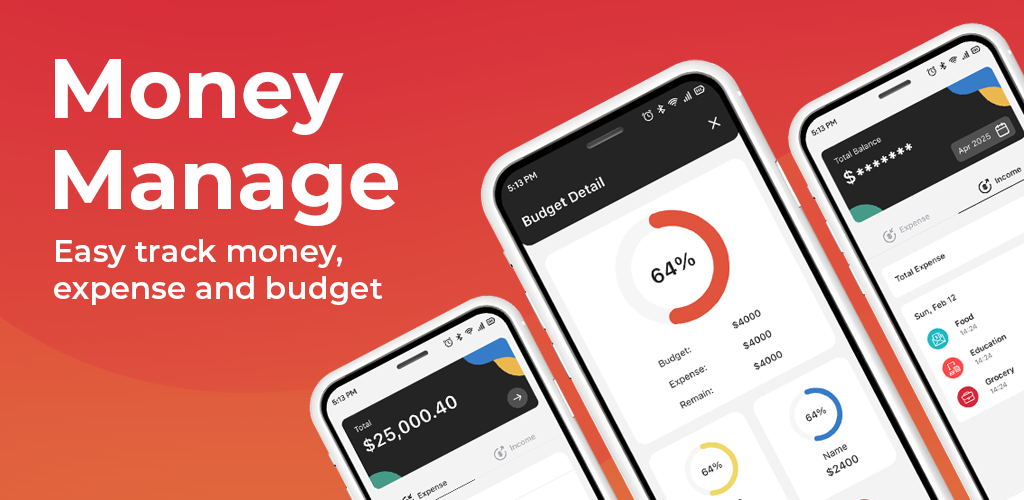 Money
Manage
Easy track money,
expense and budget
5:13 PM
Total
$25,000.40
Expense
Income
5:13 PM
Budget Detail
64%
Budget:
$4000
Expense:
$4000
Remain:
$4000
64%
64%
Name
$2400
5:13 PM
Total Balance
$*******
Apr 2025
Expense
Income
Total Expense
Sun, Feb 12
Food
14:24
Education
14:24
Grocery
14:24